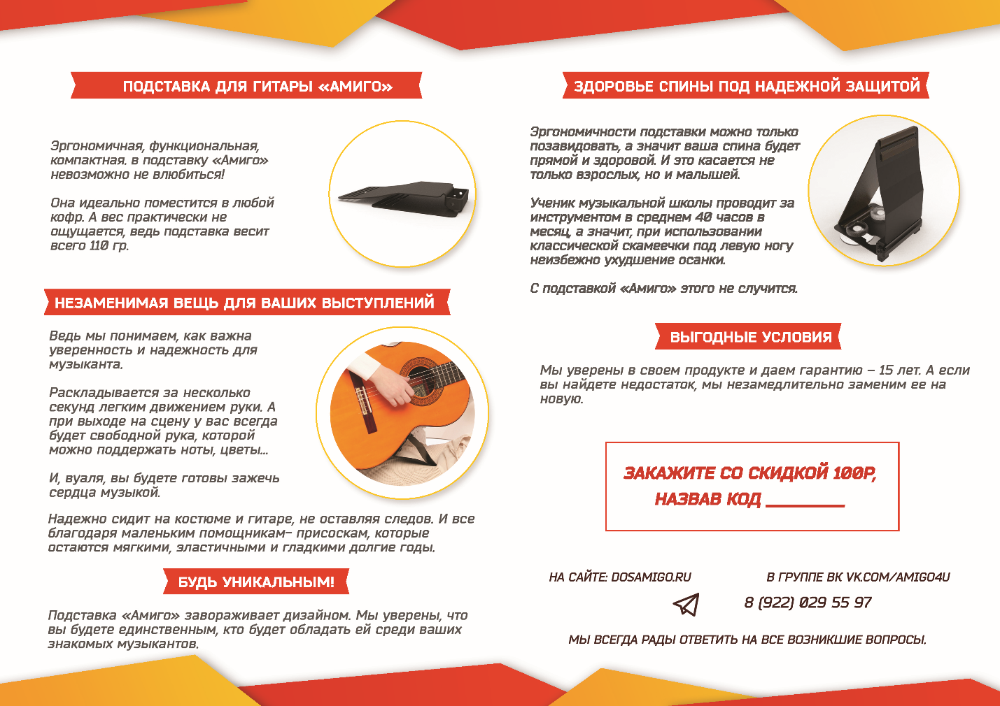 ПОДСТАВКА ДЛЯ ГИТАРЫ «АМИГО»
Эргономичная, функциональная,
компактная. в подставку «Амиго»
невозможно не влюбиться!
Она идеально поместится в любой
кофр. А вес практически не
ощущается, ведь подставка весит
всего 110 гр.
НЕЗАМЕНИМАЯ ВЕЩЬ ДЛЯ ВАШИХ ВЫСТУПЛЕНИЙ
Ведь мы понимаем, как важна
уверенность и надежность для
музыканта.
Раскладывается за несколько
секунд легким движением руки. А
при выходе на сцену у вас всегда
будет свободной рука, которой
можно поддержать ноты, цветы...
И, вуаля, вы будете готовы зажечь
сердца музыкой.
Надежно сидит на костюме и гитаре, не оставляя следов. И все
благодаря маленьким помощникам– присоскам, которые
остаются мягкими, эластичными и гладкими долгие годы.
БУДЬ УНИКАЛЬНЫМ!
Подставка «Амиго» завораживает дизайном. Мы уверены, что
вы будете единственным, кто будет обладать ей среди ваших
знакомых музыкантов.
ЗДОРОВЬЕ СПИНЫ ПОД НАДЕЖНОЙ ЗАЩИТОЙ
Эргономичности подставки можно только
позавидовать, а значит ваша спина будет
прямой и здоровой. И это касается не
только взрослых, но и малышей.
Ученик музыкальной школы проводит за
инструментом в среднем 40 часов в
месяц, а значит, при использовании
классической скамеечки под левую ногу
неизбежно ухудшение осанки.
С подставкой «Амиго» этого не случится.
ВЫГОДНЫЕ УСЛОВИЯ
Мы уверены в своем продукте и даем гарантию – 15 лет. А если
вы найдете недостаток, мы незамедлительно заменим ее на
новую.
ЗАКАЖИТЕ СО СКИДКОЙ 100Р,
НАЗВАВ КОД _________
НА САЙТЕ: DOSAMIGO.RU
В ГРУППЕ ВК VK.COM/AMIGO4U
8 (922) 029 55 97
МЫ ВСЕГДА РАДЫ ОТВЕТИТЬ НА ВСЕ ВОЗНИКШИЕ ВОПРОСЫ.